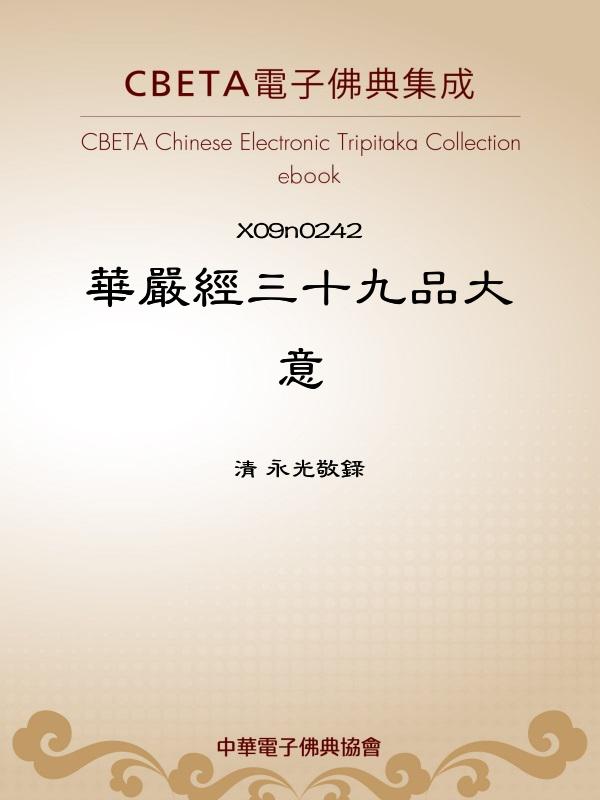 CBETA電子佛典集成
CBETA Chinese Electronic Tripitaka Collection
ebook
X09n0242
華嚴經三十九品大
意
清 永光敬録
中華電子佛典協會